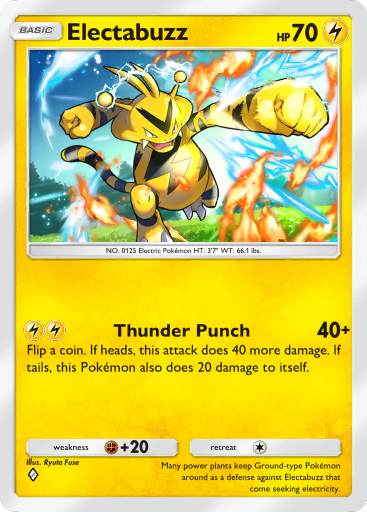 BASIC Electabuzz HP 70
NO. 0125 Electric Pokémon HT: 3'7" WT: 66.1 lbs.
Thunder Punch 40+
Flip a coin. If heads, this attack does 40 more damage. If
tails, this Pokémon also does 20 damage to itself.
weakness +20 retreat
Illus. Ryuta Fuse
Many power plants keep Ground-type Pokémon
around as a defense against Electabuzz that
come seeking electricity.